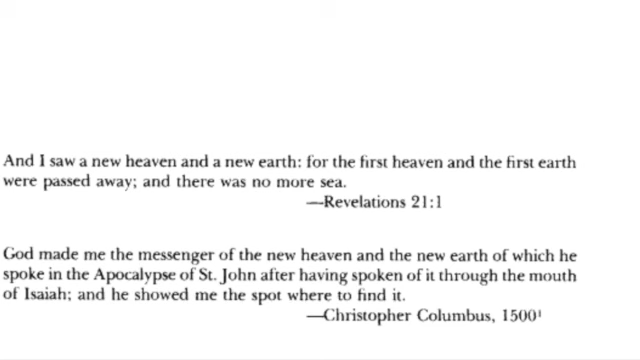 And I saw a new heaven and a new earth: for the first heaven and the first earth
were passed away; and there was no more sea.
—Revelations 21:1
God made me the messenger of the new heaven and the new earth of which he
spoke in the Apocalypse of St. John after having spoken of it through the mouth
of Isaiah; and he showed me the spot where to find it.
—Christopher Columbus, 1500¹